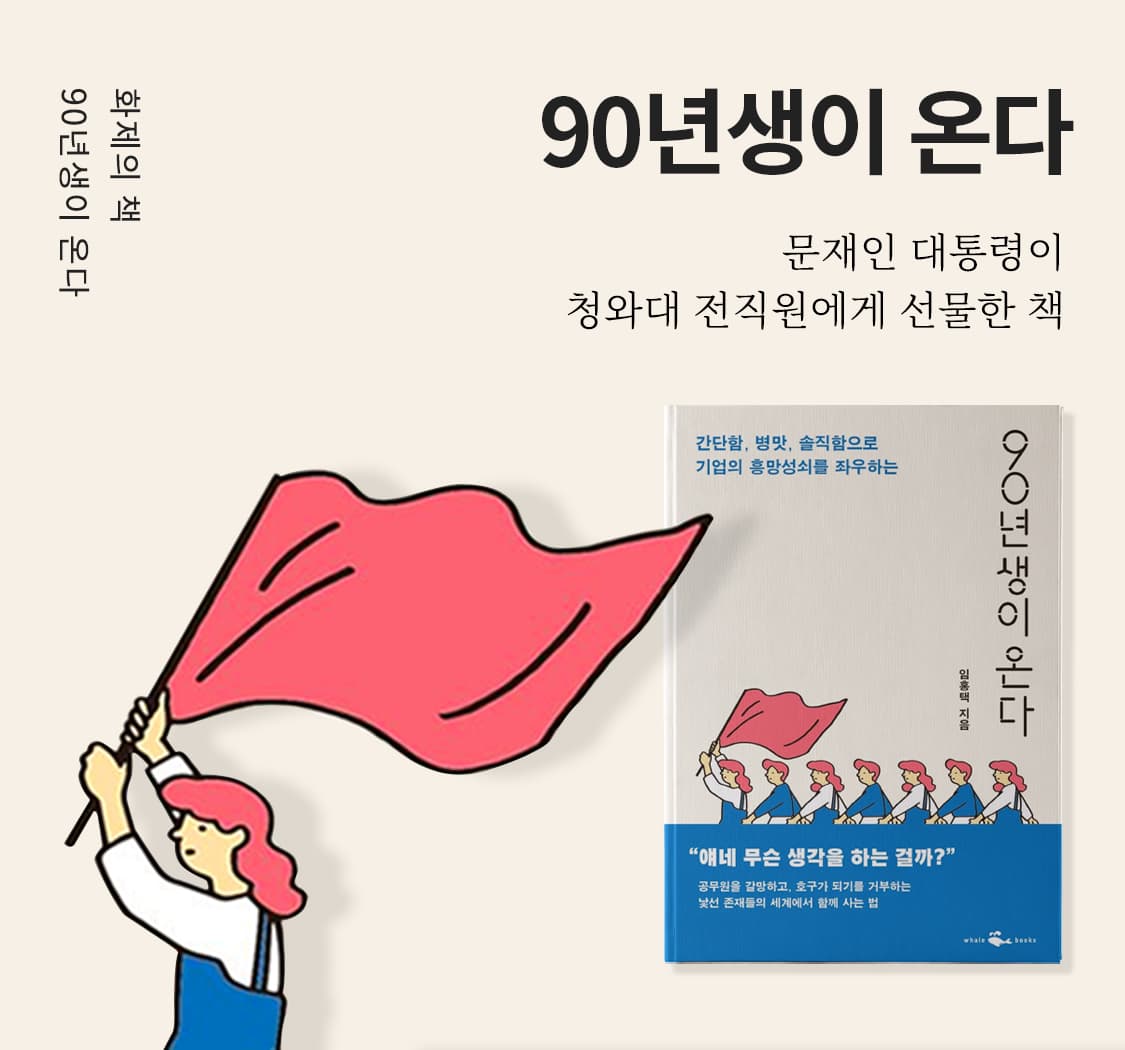 화제의 책
90년생이 온다
90년생이 온다
문재인 대통령이
청와대 전직원에게 선물한 책
간단함, 병맛, 솔직함으로
기업의 흥망성쇠를 좌우하는
90년생이 온다
임홍택 지음
“얘네 무슨 생각을 하는 걸까?”
공무원을 갈망하고, 호구가 되기를 거부하는
낯선 존재들의 세계에서 함께 사는 법
whale books